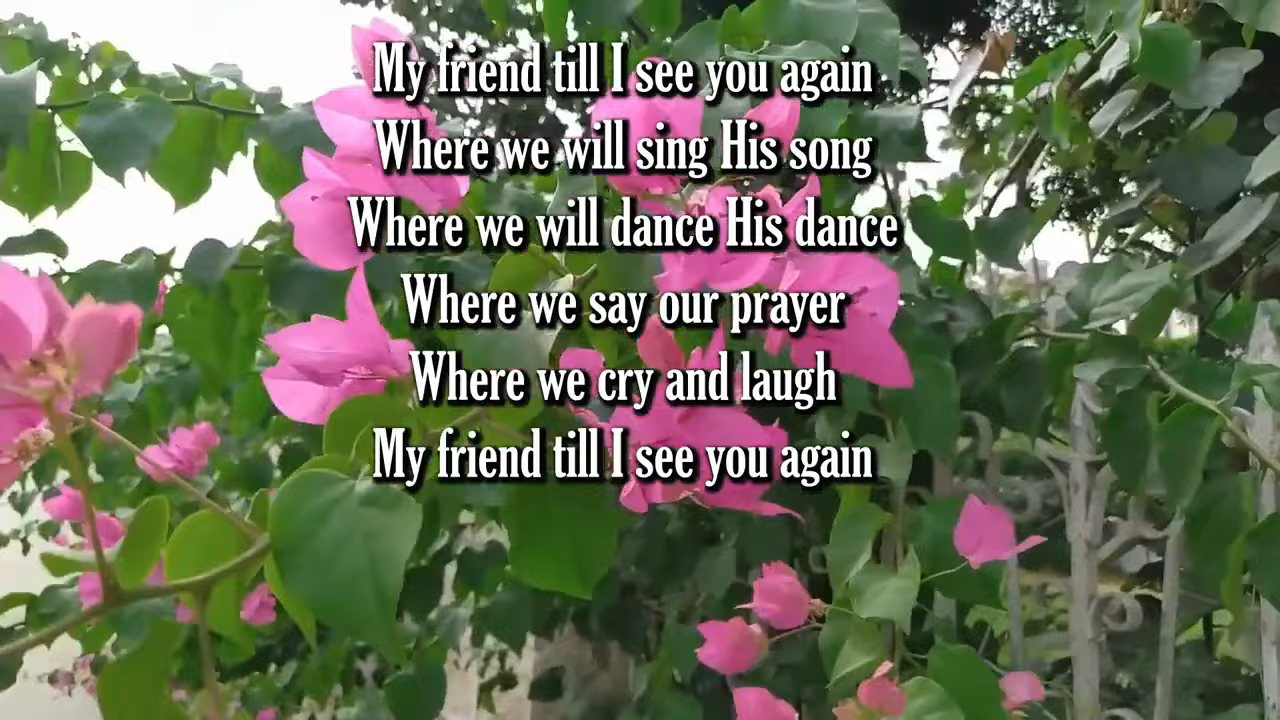 My friend till I see you again
Where we will sing His song
Where we will dance His dance
Where we say our prayer
Where we cry and laugh
My friend till I see you again